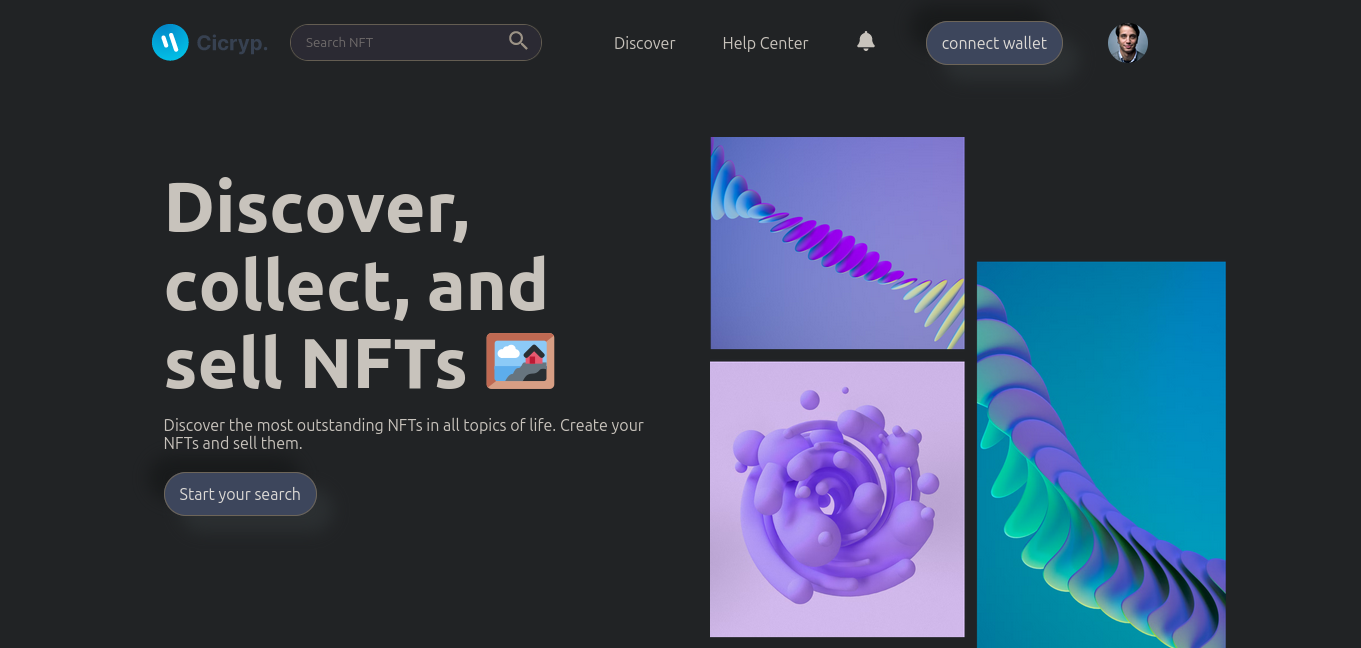 Cicryp.
Search NFT
Discover
Help Center
connect wallet
Discover,
collect, and
sell NFTs
Discover the most outstanding NFTs in all topics of life. Create your
NFTs and sell them.
Start your search